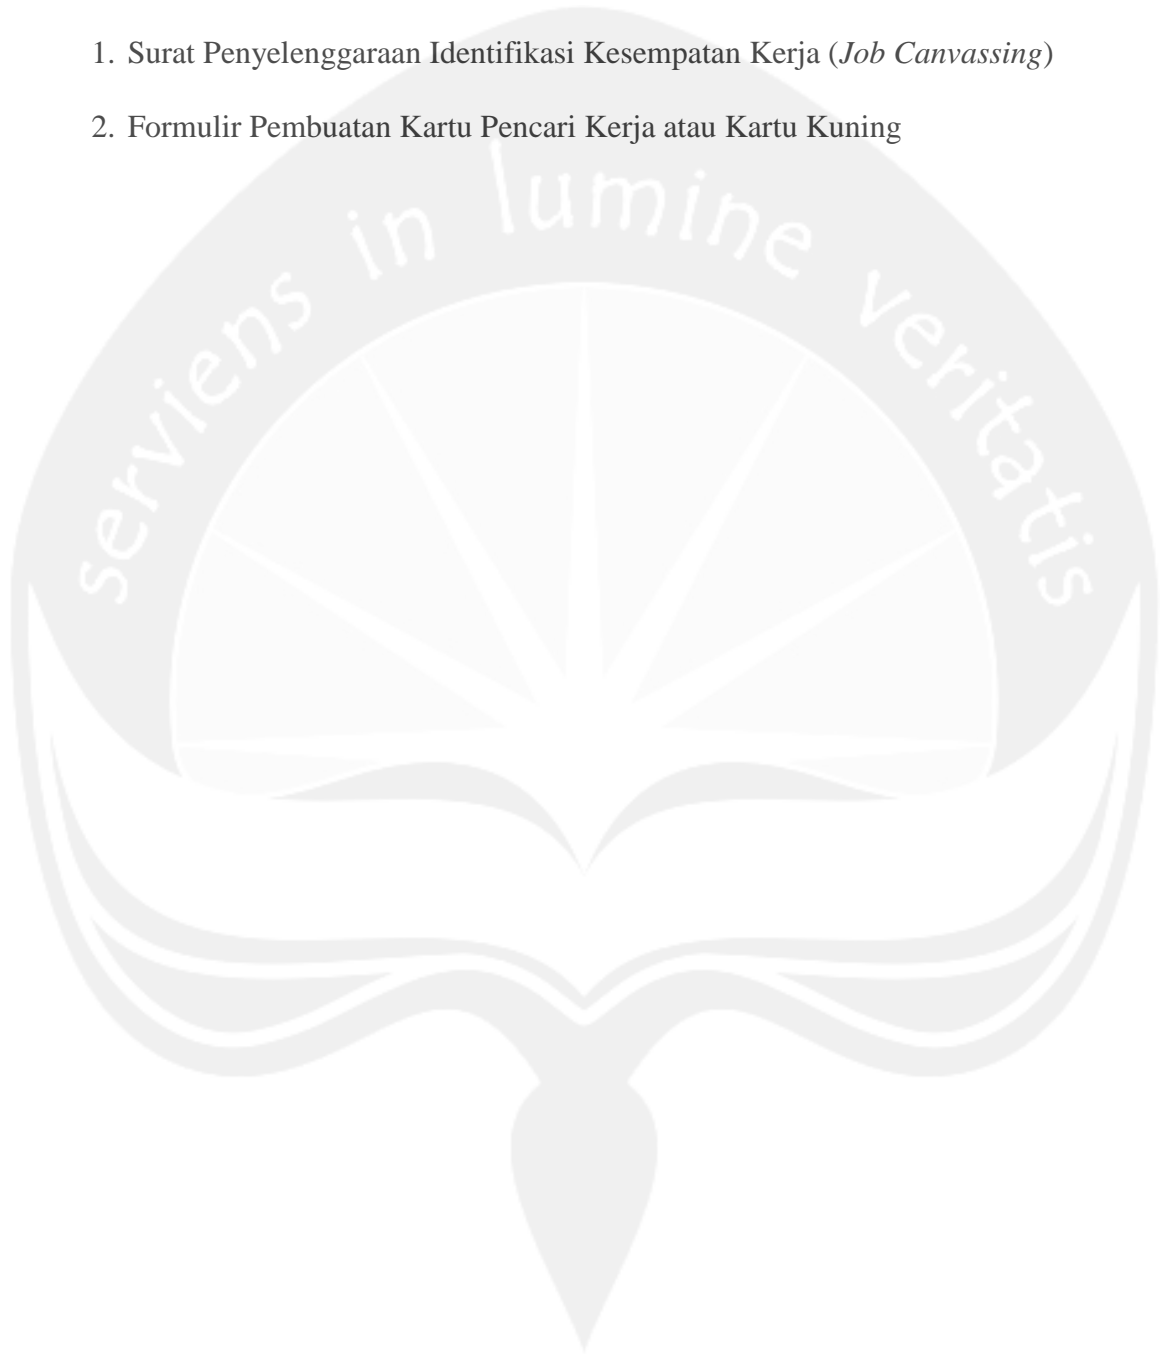 1. Surat Penyelenggaraan Identifikasi Kesempatan Kerja (Job Canvassing)
2. Formulir Pembuatan Kartu Pencari Kerja atau Kartu Kuning
serviens in lumine veritatis